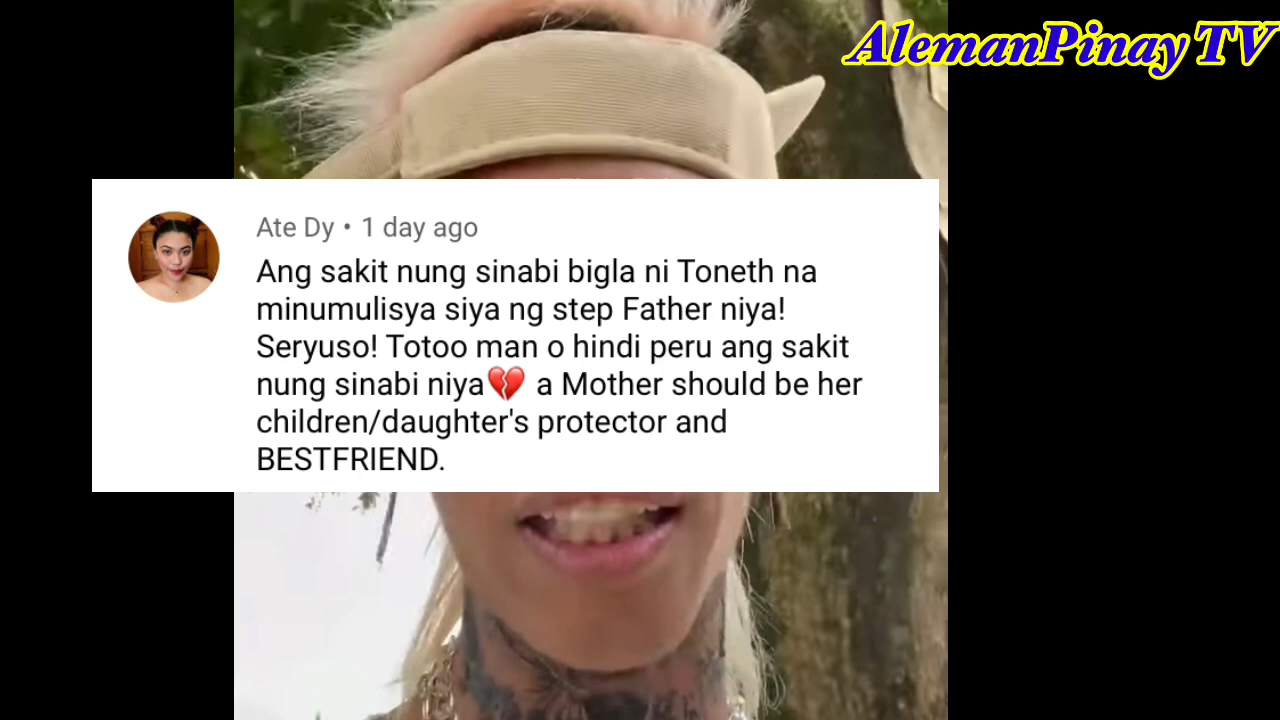 AlemanPinay TV
Ate Dy • 1 day ago
Ang sakit nung sinabi bigla ni Toneth na
minumulisya siya ng step Father niya!
Seryuso! Totoo man o hindi peru ang sakit
nung sinabi niya💔 a Mother should be her
children/daughter's protector and
BESTFRIEND.